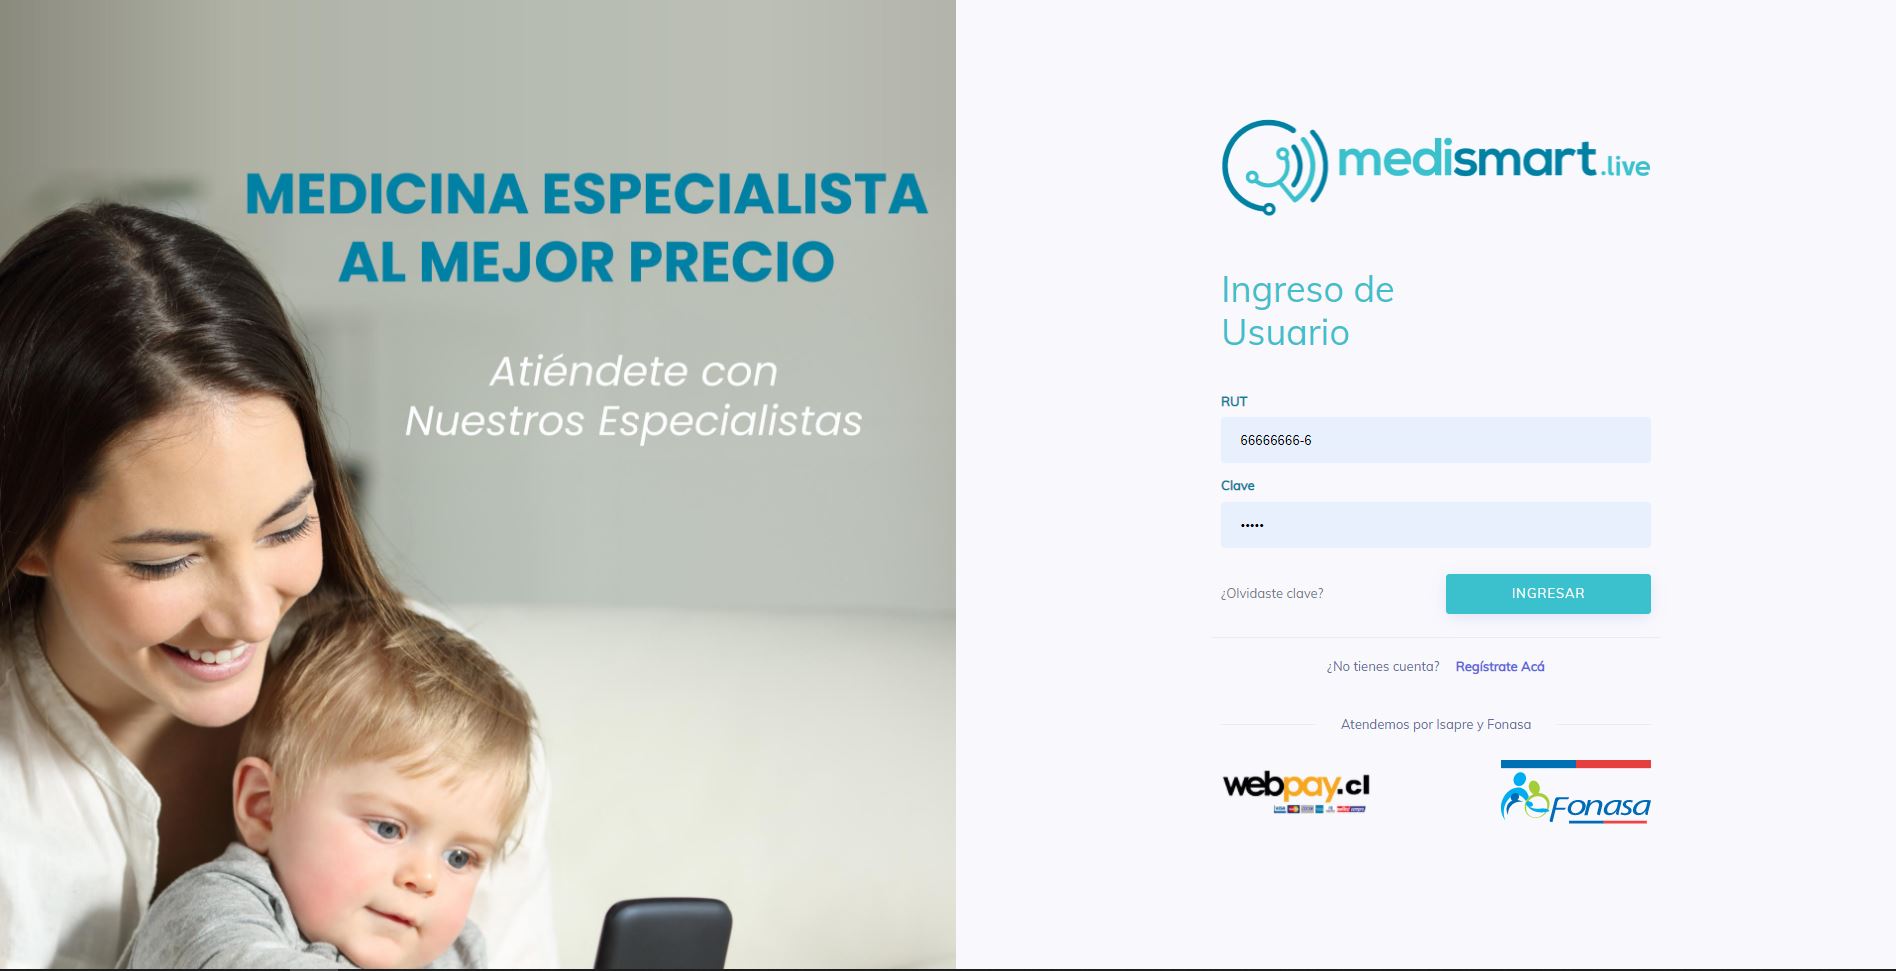 MEDICINA ESPECIALISTA
AL MEJOR PRECIO
Atiéndete con
Nuestros Especialistas
medismart.live
Ingreso de
Usuario
RUT
66666666-6
Clave
•••••
¿Olvidaste clave?
INGRESAR
¿No tienes cuenta? Regístrate Acá
Atendemos por Isapre y Fonasa
webpay.cl
Fonasa